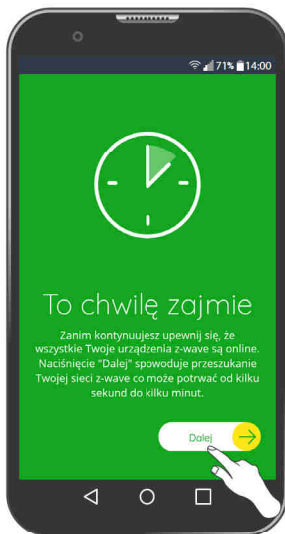 71% 14:00
To chwilę zajmie
Zanim kontynuujesz upewnij się, że
wszystkie Twoje urządzenia z-wave są online.
Naciśnięcie "Dalej" spowoduje przeszukanie
Twojej sieci z-wave co może potrwać od kilku
sekund do kilku minut.
Dalej